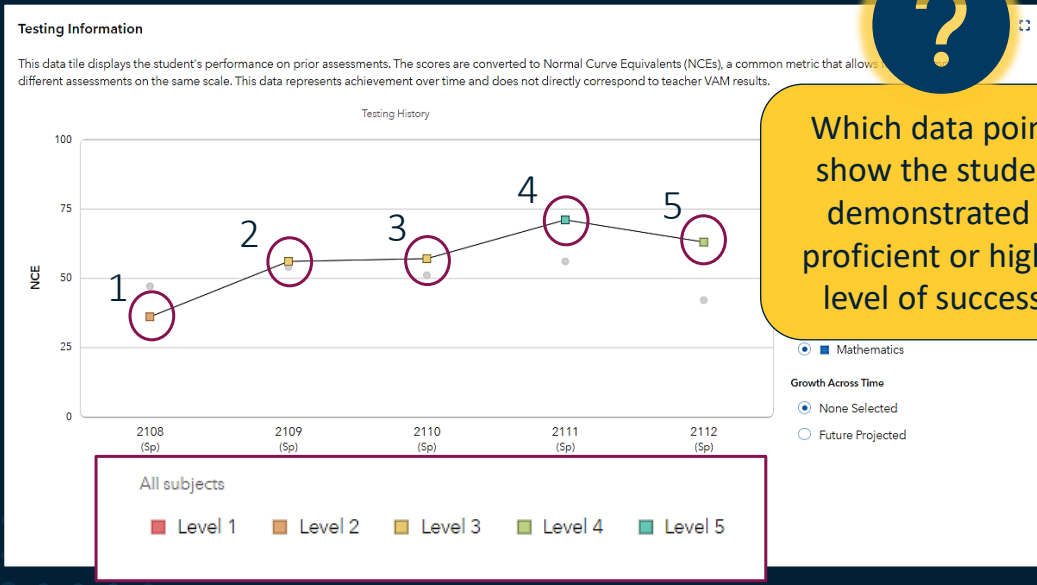 Testing Information
?
This data tile displays the student's performance on prior assessments. The scores are converted to Normal Curve Equivalents (NCEs), a common metric that allows
different assessments on the same scale. This data represents achievement over time and does not directly correspond to teacher VAM results.
Testing History
Which data poin
show the stude
demonstrated
proficient or hig
level of success
100
75
50
25
0
NCE
1
2
3
4
5
2108
(Sp)
2109
(Sp)
2110
(Sp)
2111
(Sp)
2112
(Sp)
Mathematics
Growth Across Time
None Selected
Future Projected
All subjects
Level 1 Level 2 Level 3 Level 4 Level 5